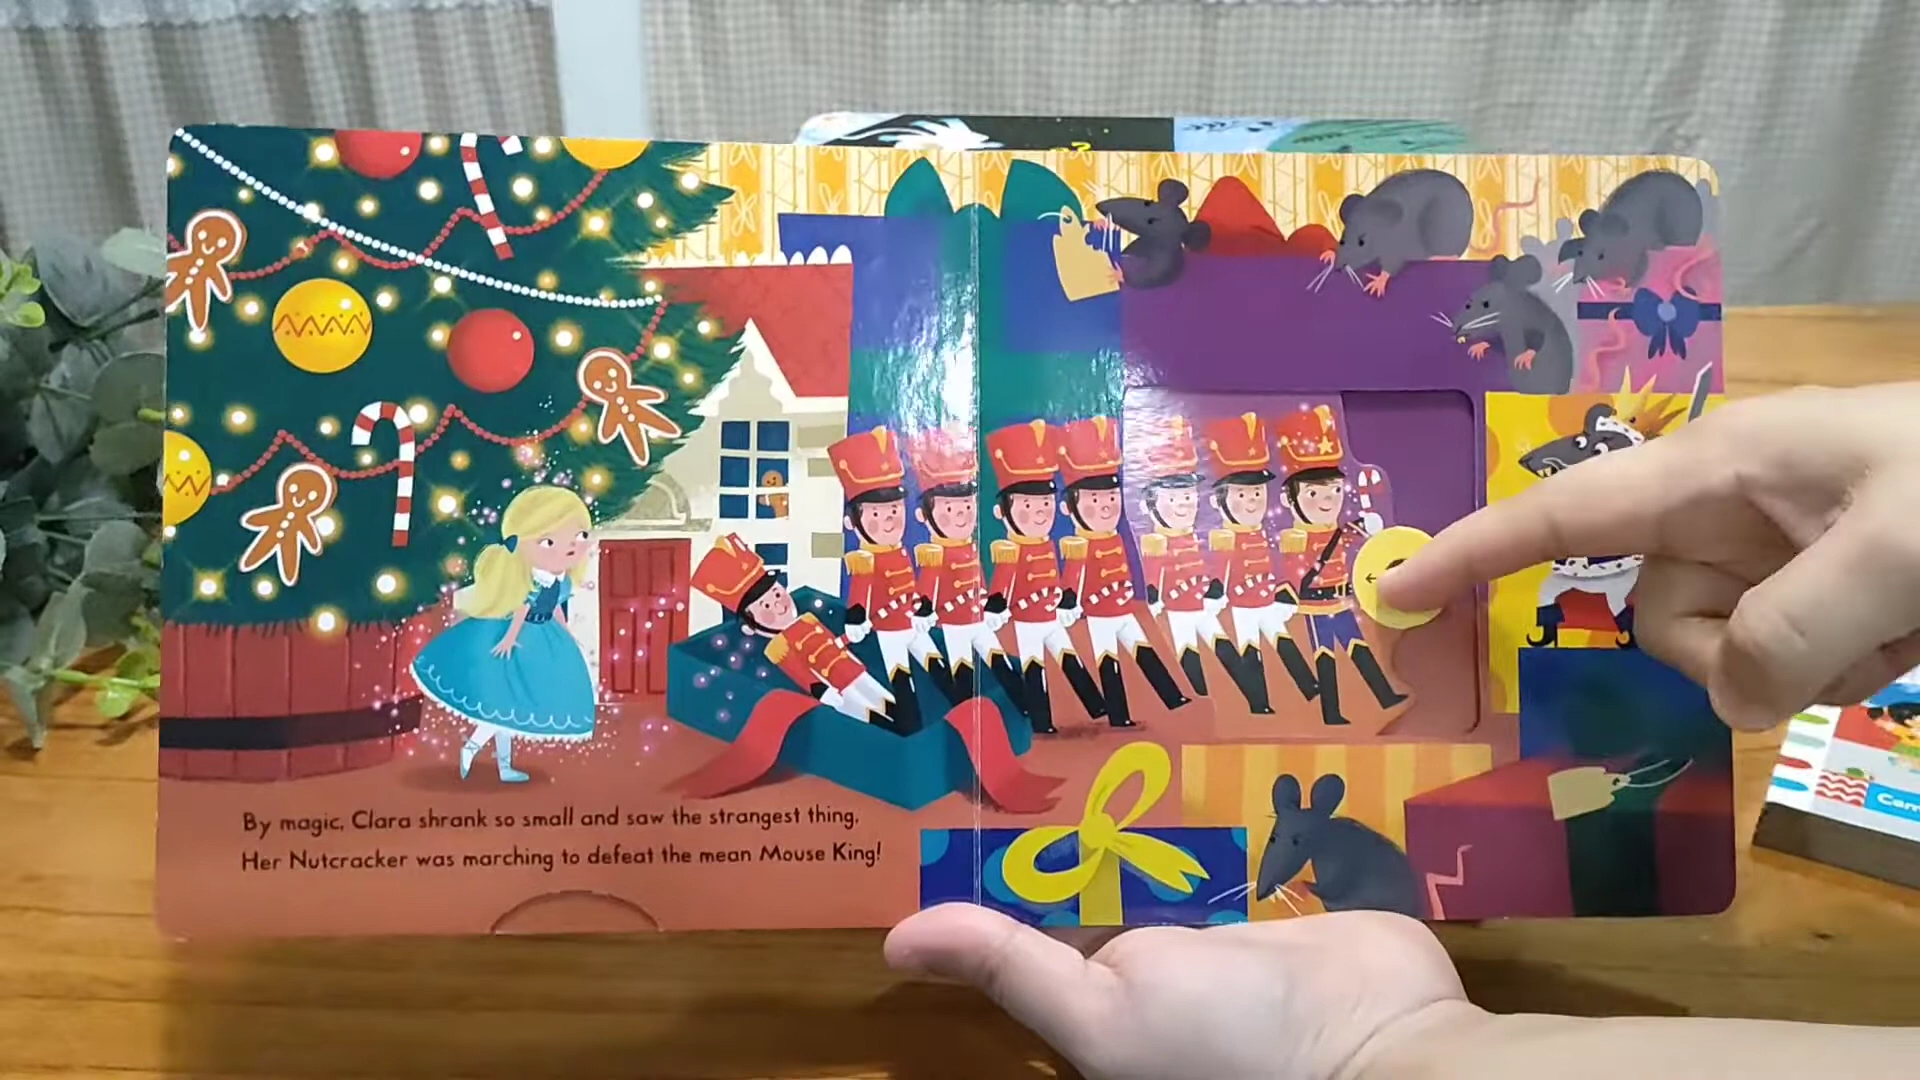 By magic, Clara shrank so small and saw the strangest thing,
Her Nutcracker was marching to defeat the mean Mouse King!